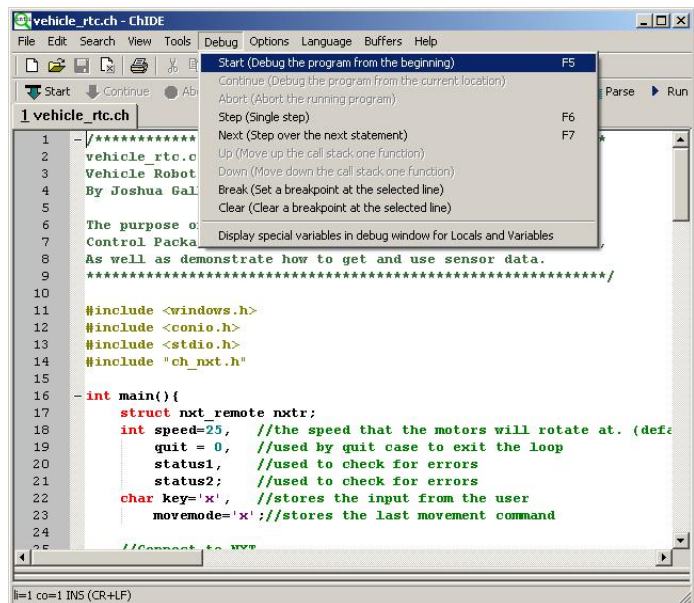 vehicle_rtc.ch - ChIDE
File Edit Search View Tools Debug Options Language Buffers Help
Start (Debug the program from the beginning) F5
Continue (Debug the program from the current location)
Abort (Abort the running program)
Step (Single step) F6
Next (Step over the next statement) F7
Up (Move up the call stack one function)
Down (Move down the call stack one function)
Break (Set a breakpoint at the selected line)
Clear (Clear a breakpoint at the selected line)
Display special variables in debug window for Locals and Variables
Start Continue Parse Run
1 vehicle_rtc.ch
1 /************* *
2 vehicle_rtc.c
3 Vehicle Robot
4 By Joshua
5
6 The purpose
7 Control
8 As well as demonstrate how to get and use sensor data.
9 ***********************************************************/
10
11 #include <windows.h>
12 #include <conio.h>
13 #include <stdio.h>
14 #include "ch_nxt.h"
15
16 int main(){
17 struct nxt_remote nxtr;
18 int speed=25, //the speed that the motors will rotate at. (defa
19 quit = 0, //used by quit case to exit the loop
20 status1, //used to check for errors
21 status2; //used to check for errors
22 char key='x', //stores the input from the user
23 movemode='x';//stores the last movement command
24
25 //Connect to NXT
li=1 co=1 INS (CR+LF)